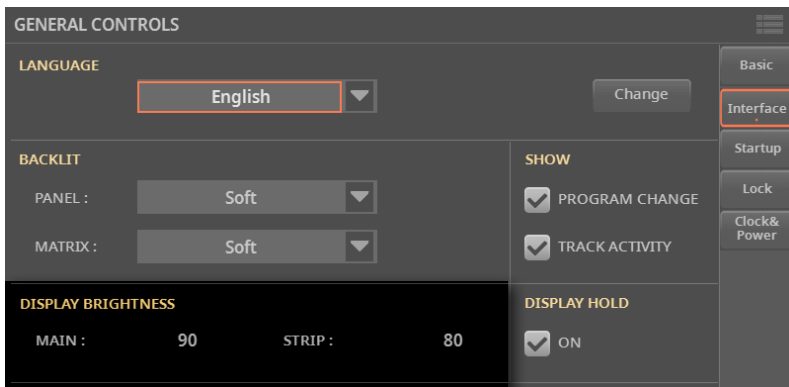 GENERAL CONTROLS
LANGUAGE
English
Change
BACKLIT
PANEL :
Soft
MATRIX :
Soft
SHOW
PROGRAM CHANGE
TRACK ACTIVITY
DISPLAY BRIGHTNESS
MAIN :
90
STRIP :
80
DISPLAY HOLD
ON
Basic
Interface
Startup
Lock
Clock&
Power